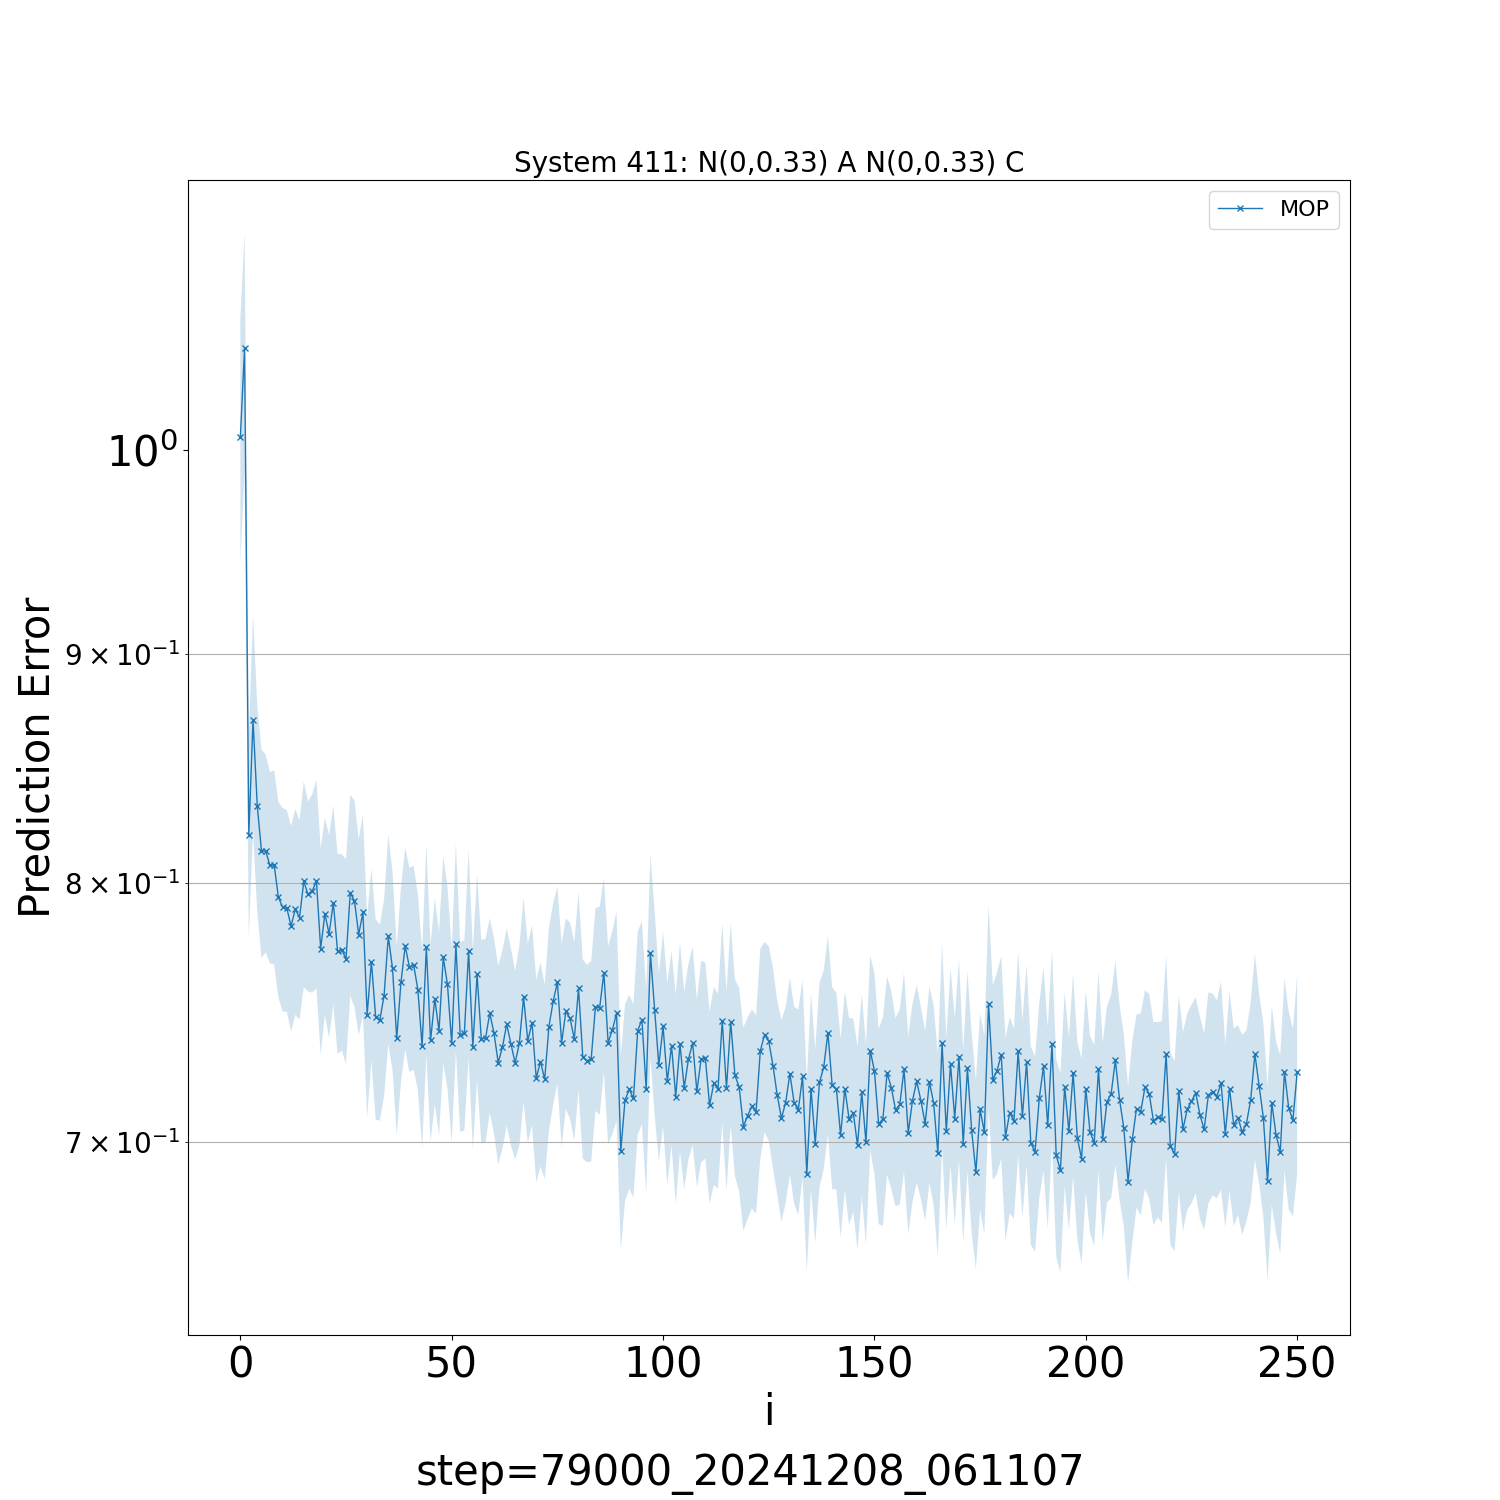 System 411: N(0,0.33) A N(0,0.33) C
MOP
10⁰
9 × 10⁻¹
8 × 10⁻¹
7 × 10⁻¹
Prediction Error
0 50 100 150 200 250
i
step=79000_20241208_061107